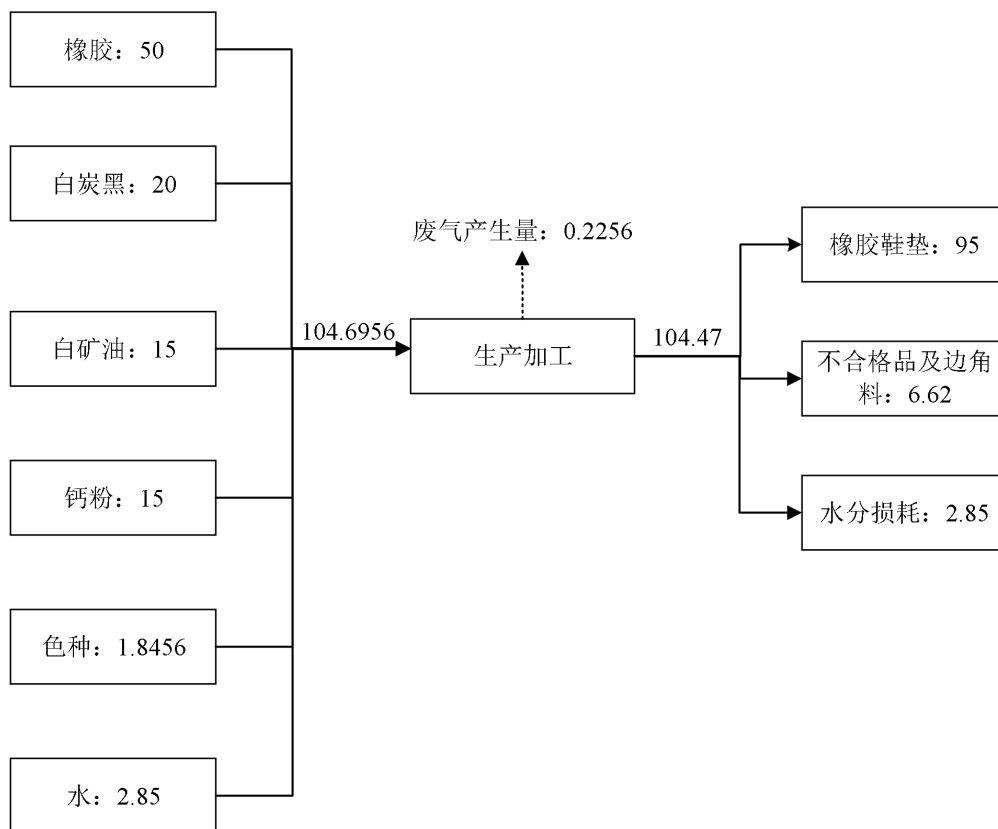 橡胶：50
白炭黑：20
白矿油：15
钙粉：15
色种：1.8456
水：2.85
104.6956
废气产生量：0.2256
生产加工
104.47
橡胶鞋垫：95
不合格品及边角
料：6.62
水分损耗：2.85